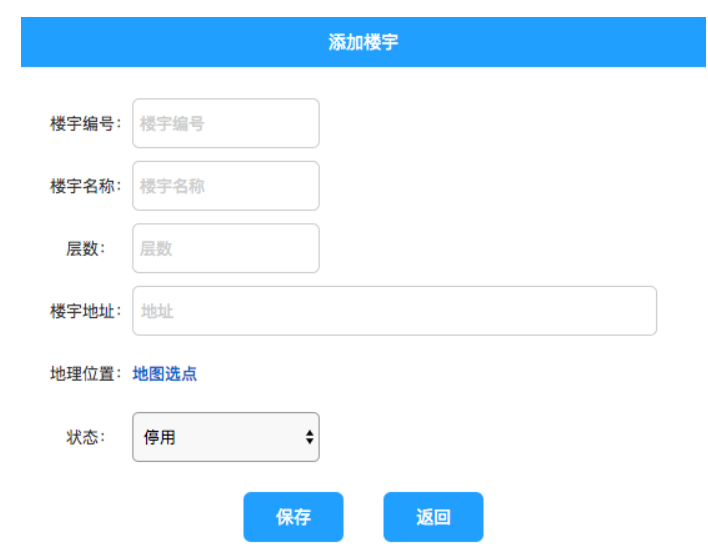 添加楼宇
楼宇编号： 楼宇编号
楼宇名称： 楼宇名称
层数： 层数
楼宇地址： 地址
地理位置： 地图选点
状态： 停用
保存 返回